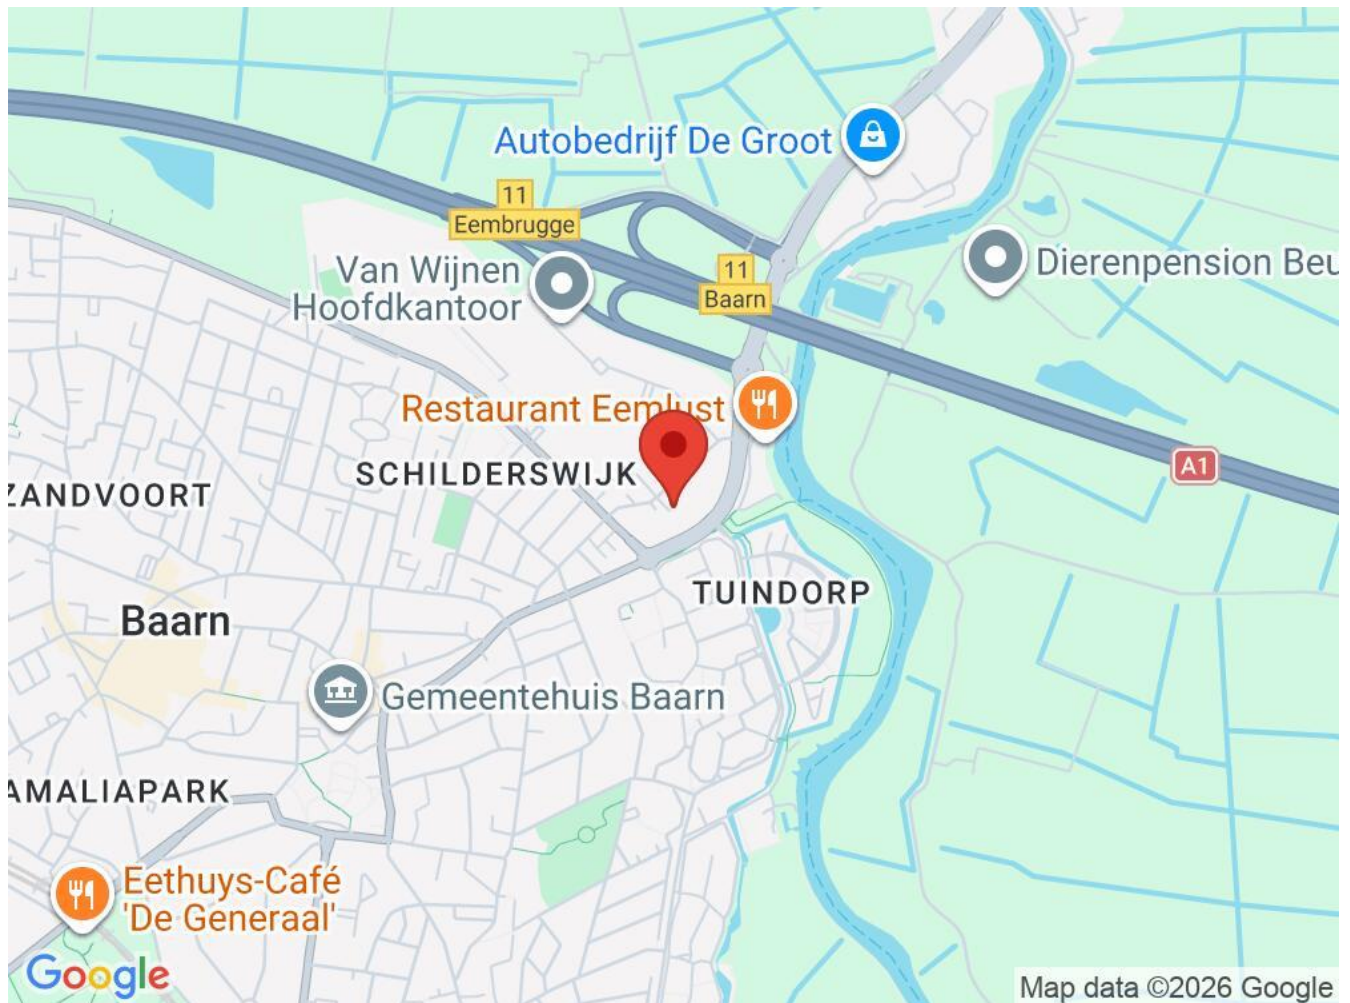 Autobedrijf De Groot
11
Eembrugge
Van Wijnen
Hoofdkantoor
11
Baarn
Dierenpension Beu
Restaurant Eemlust
SCHILDERSWIJK
A1
ZANDVOORT
TUINDORP
Baarn
Gemeentehuis Baarn
AMALIAPARK
Eethuys-Café
'De Generaal'
Google
Map data ©2026 Google